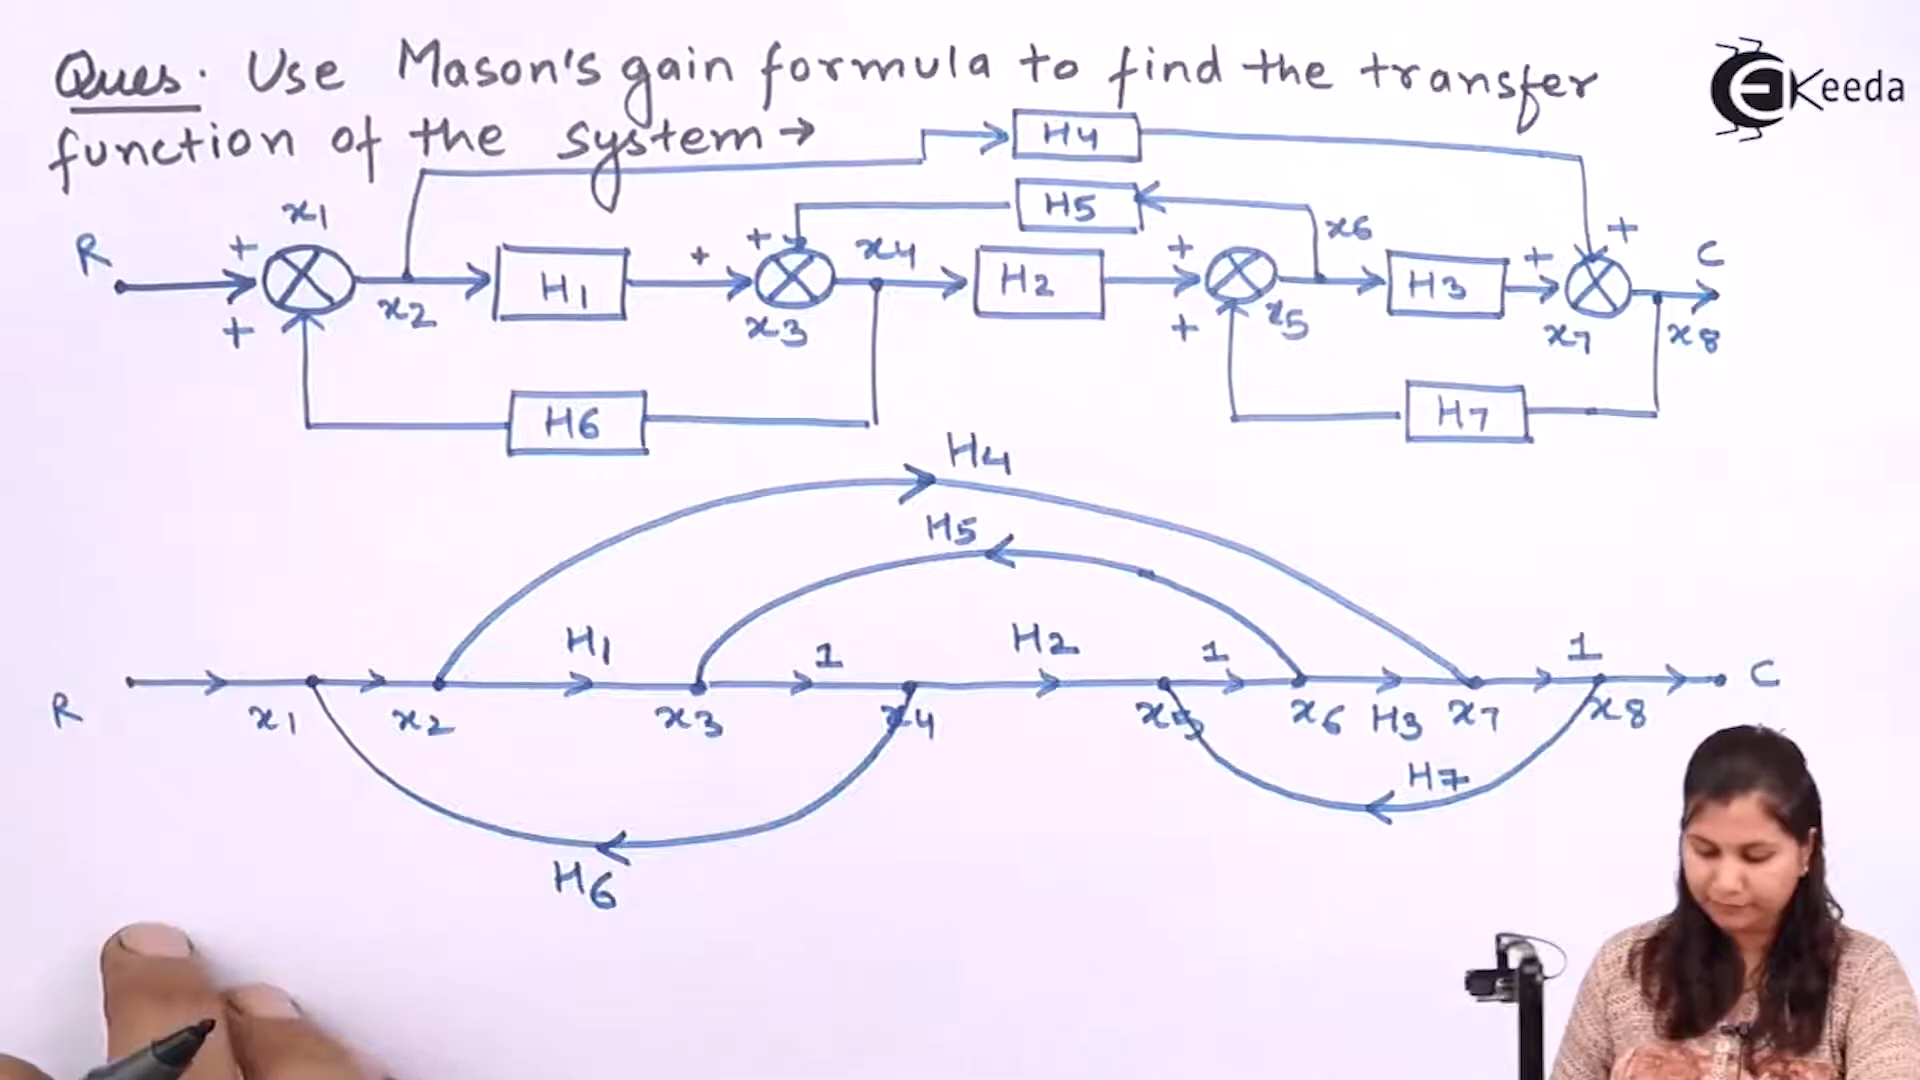 Ques. Use Mason's gain formula to find the transfer
function of the system →
EKeeda
H4
H5
x1
x6
R
+
+
+
x4
+
+
+
C
H1
H2
H3
x2
+
x3
+
x5
x7
x8
H6
H7
H4
H5
H1
1
H2
1
1
R
x1
x2
x3
x4
x5
x6
H3
x7
x8
C
H7
H6